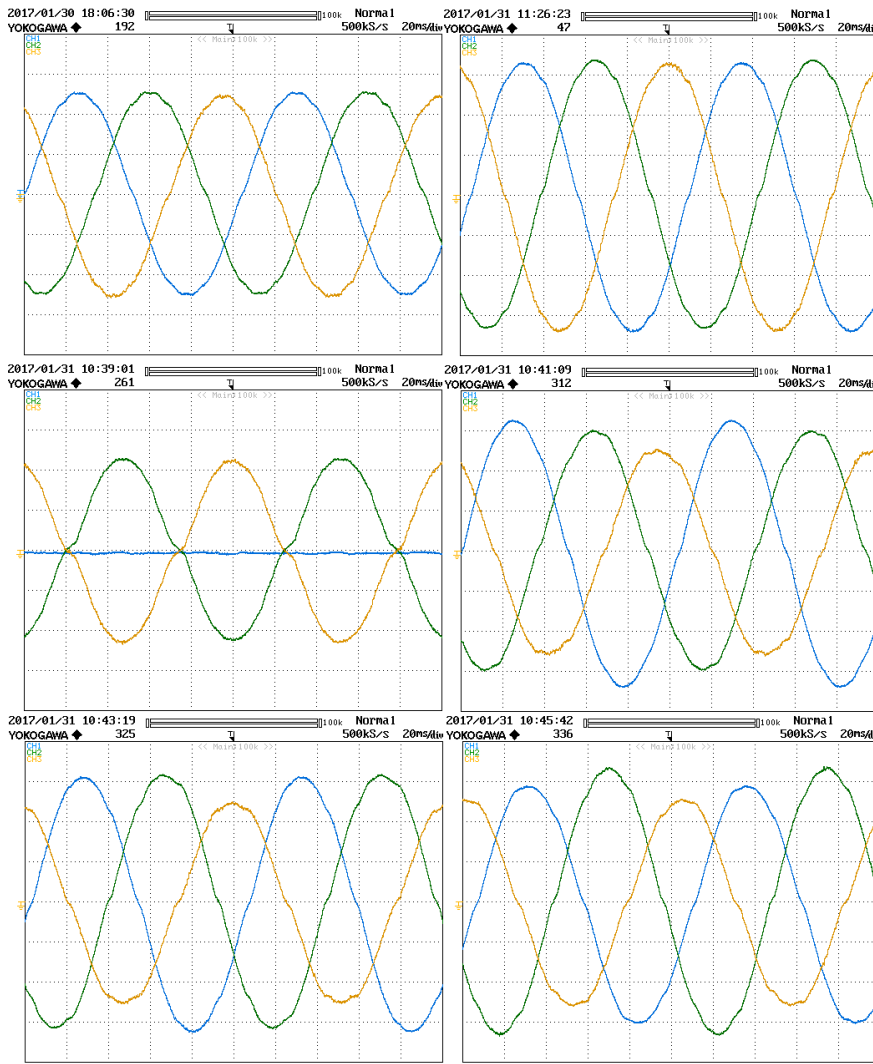 2017/01/30 18:06:30 100k Normal
YOKOGAWA ◆ 192 500kS/s 20ms/div
CH1 << Main:100k >>
CH2
CH3
2017/01/31 11:26:23 100k Normal
YOKOGAWA ◆ 47 500kS/s 20ms/div
CH1 << Main:100k >>
CH2
CH3
2017/01/31 10:39:01 100k Normal
YOKOGAWA ◆ 261 500kS/s 20ms/div
CH1 << Main:100k >>
CH2
CH3
2017/01/31 10:41:09 100k Normal
YOKOGAWA ◆ 312 500kS/s 20ms/div
CH1 << Main:100k >>
CH2
CH3
2017/01/31 10:43:19 100k Normal
YOKOGAWA ◆ 325 500kS/s 20ms/div
CH1 << Main:100k >>
CH2
CH3
2017/01/31 10:45:42 100k Normal
YOKOGAWA ◆ 336 500kS/s 20ms/div
CH1 << Main:100k >>
CH2
CH3